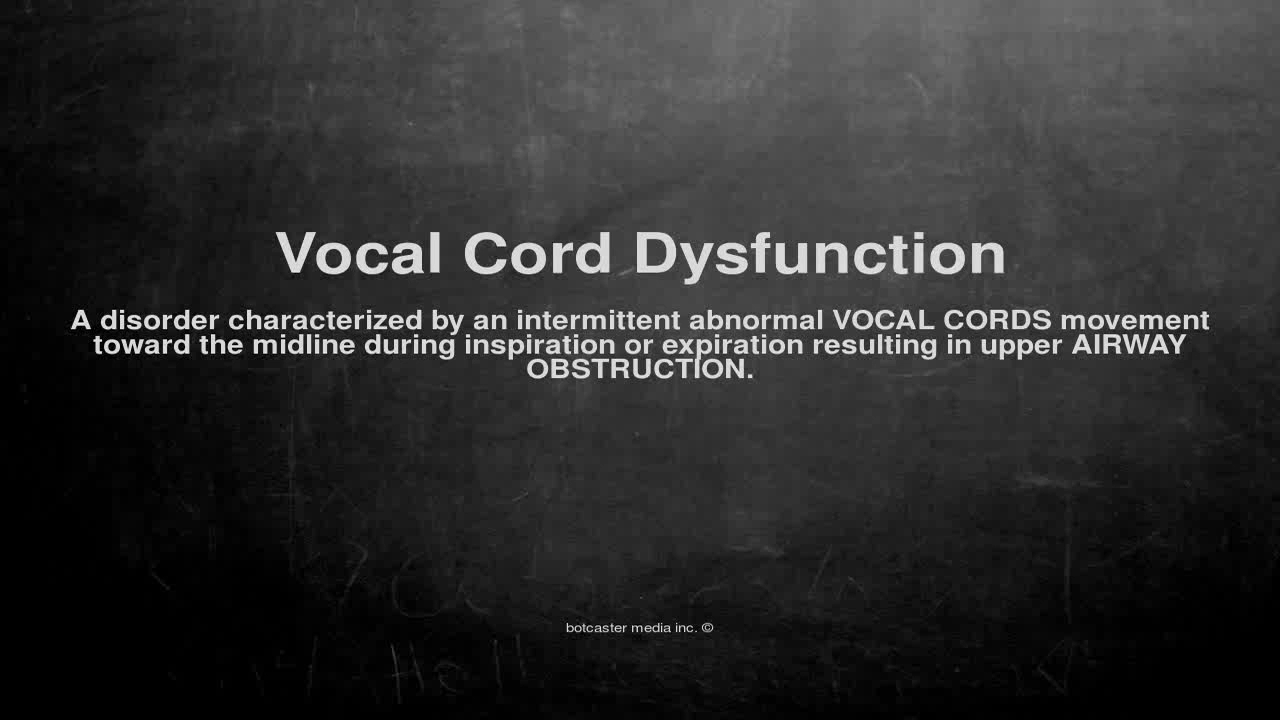 Vocal Cord Dysfunction
A disorder characterized by an intermittent abnormal VOCAL CORDS movement
toward the midline during inspiration or expiration resulting in upper AIRWAY
OBSTRUCTION.
botcaster media inc. ©